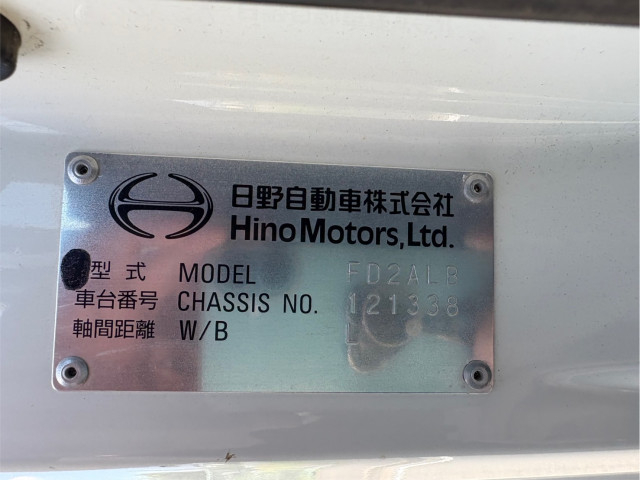 日野自動車株式会社
Hino Motors, Ltd.
型式 MODEL FD2ALB
車台番号 CHASSIS NO. 121338
軸間距離 W/B L